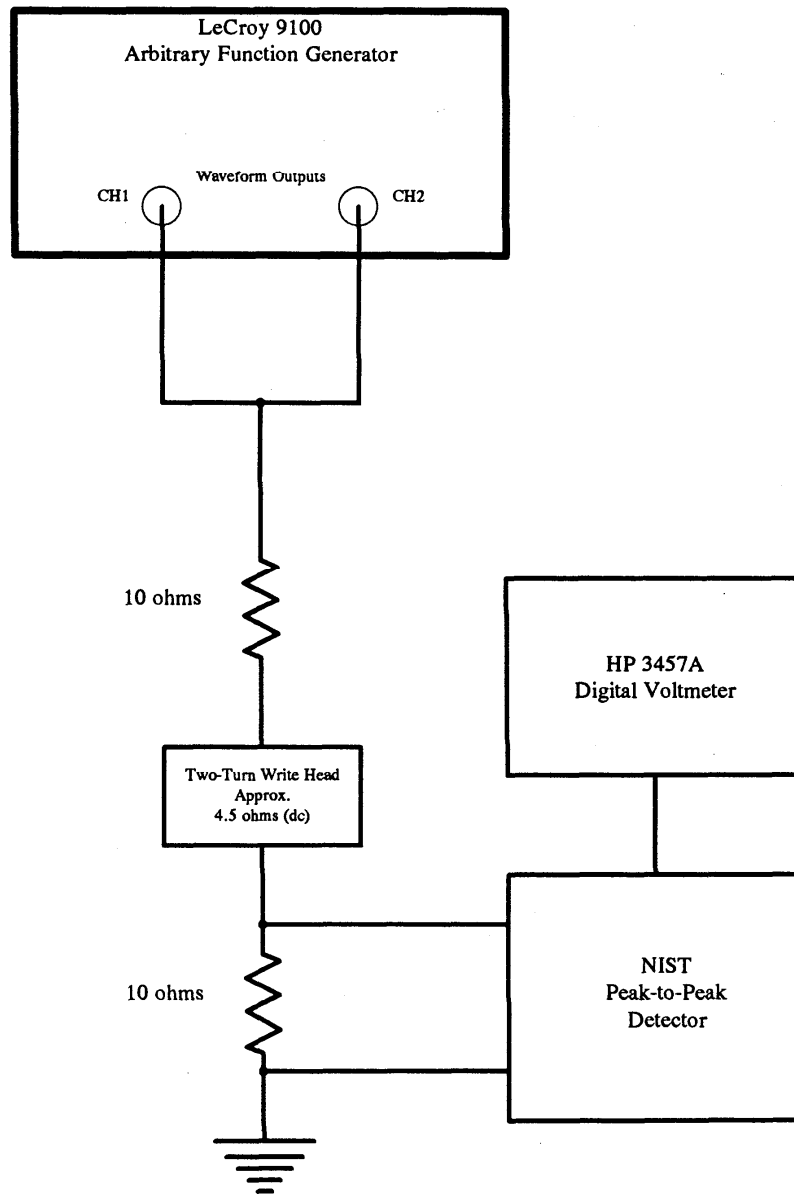 LeCroy 9100
Arbitrary Function Generator
Waveform Outputs
CH1
CH2
10 ohms
HP 3457A
Digital Voltmeter
Two-Turn Write Head
Approx.
4.5 ohms (dc)
10 ohms
NIST
Peak-to-Peak
Detector